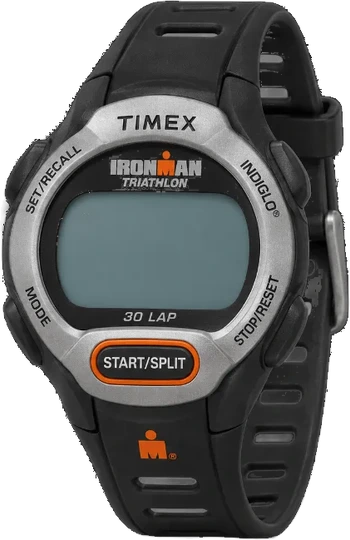 TIMEX
SET/RECALL
INDIGLO®
IRONMAN
TRIATHLON
MODE
STOP/RESET
30 LAP
START/SPLIT
®